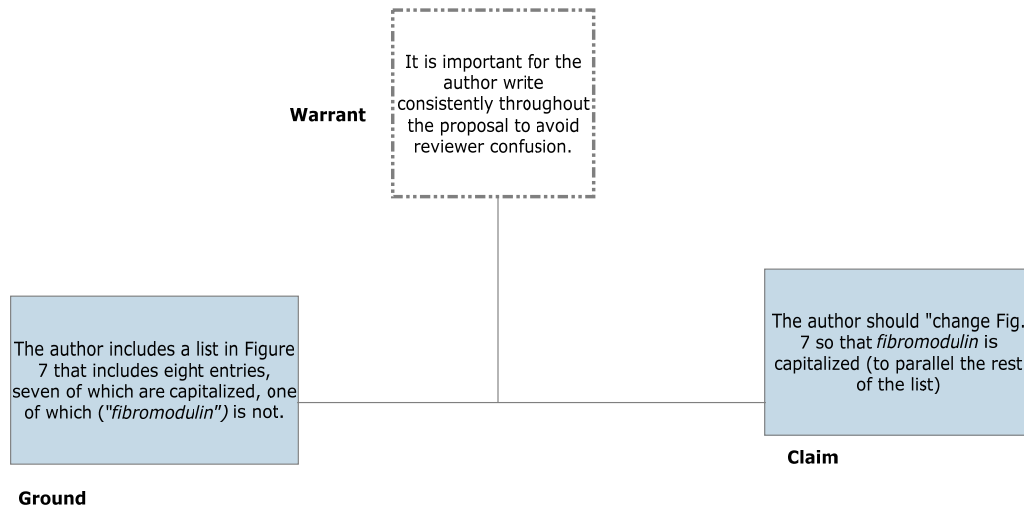 It is important for the
author write
consistently throughout
the proposal to avoid
reviewer confusion.
Warrant
The author includes a list in Figure
7 that includes eight entries,
seven of which are capitalized, one
of which ("fibromodulin") is not.
Ground
The author should "change Fig.
7 so that fibromodulin is
capitalized (to parallel the rest
of the list)
Claim